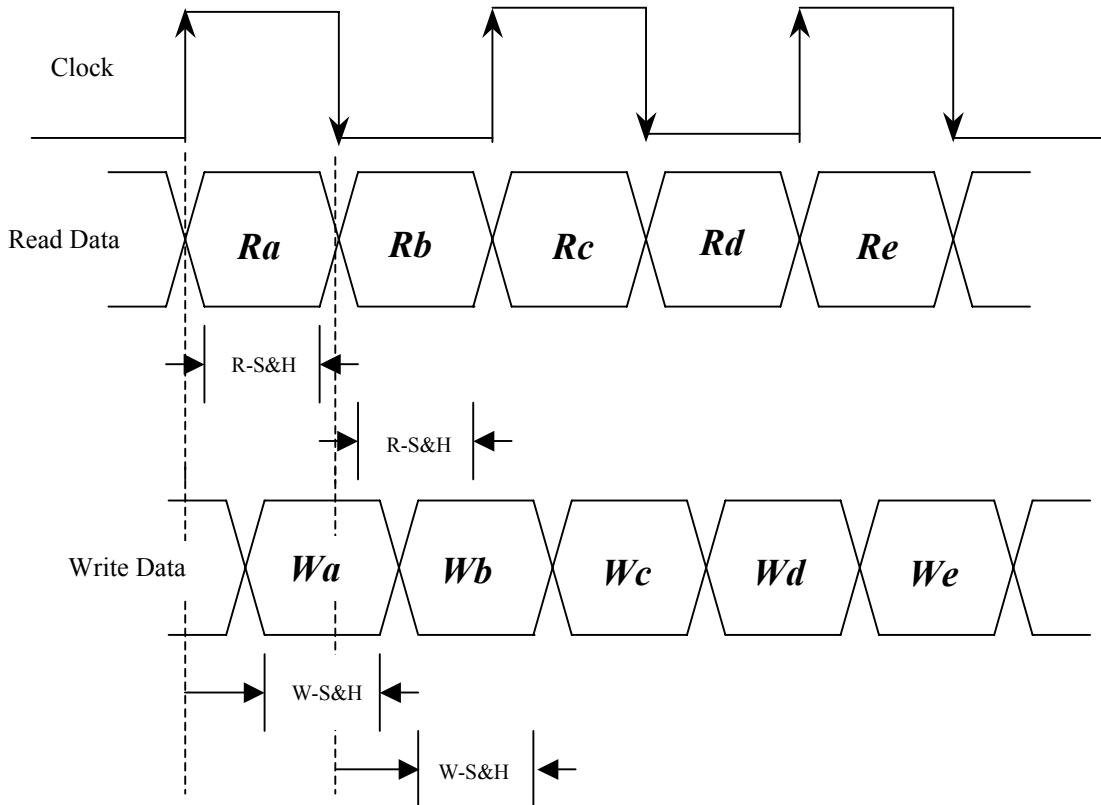 Clock
Read Data
Ra
Rb
Rc
Rd
Re
R-S&H
R-S&H
Write Data
Wa
Wb
Wc
Wd
We
W-S&H
W-S&H